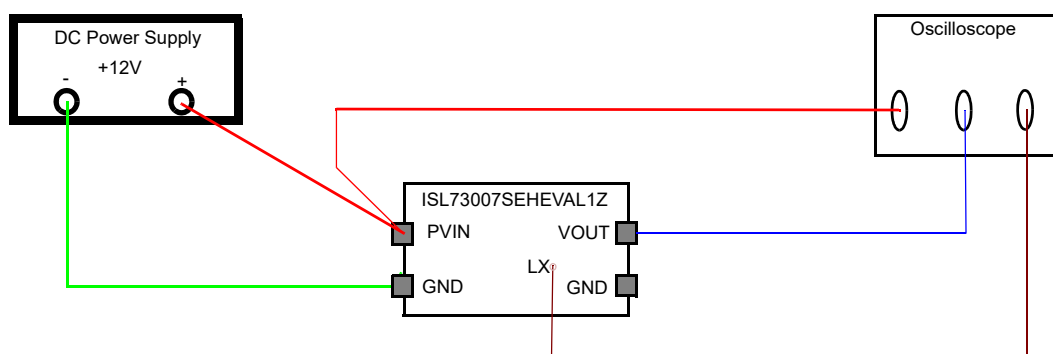 DC Power Supply
+12V
-
+
Oscilloscope
ISL73007SEHEVAL1Z
PVIN
VOUT
LX
GND
GND